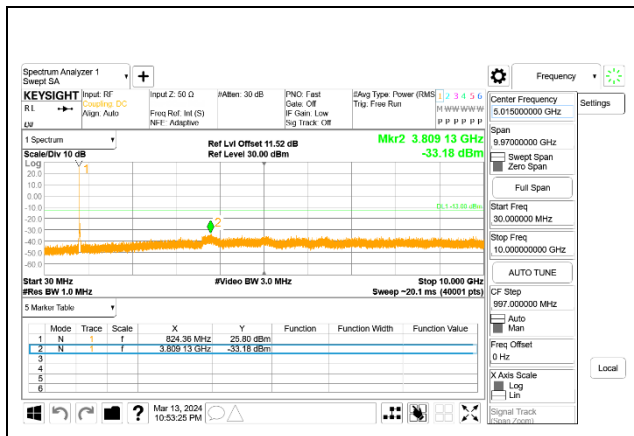 Spectrum Analyzer 1
Swept SA
+
Frequency
KEYSIGHT Input: RF Input Z: 50 Ω #Atten: 30 dB PNO: Fast #Avg Type: Power (RMS 1 2 3 4 5 6
Coupling: DC Gate: Off Trig: Free Run
Align: Auto Freq Ref: Int (S) IF Gain: Low M W W W W W
NFE: Adaptive Sig Track: Off P P P P P P
1 Spectrum
Scale/Div 10 dB
Ref Lvl Offset 11.52 dB
Ref Level 30.00 dBm
Mkr2 3.809 13 GHz
-33.18 dBm
Log
20.0
10.0
0.00
-10.0
-20.0
-30.0
-40.0
-50.0
-60.0
1
2
DL1 -13.00 dBm
Start 30 MHz #Video BW 3.0 MHz Stop 10.000 GHz
#Res BW 1.0 MHz Sweep ~20.1 ms (40001 pts)
5 Marker Table
Mode Trace Scale X Y Function Function Width Function Value
1 N 1 f 824.36 MHz 25.80 dBm
2 N 1 f 3.809 13 GHz -33.18 dBm
3
4
5
6
?
Mar 13, 2024
10:53:25 PM
Center Frequency
5.015000000 GHz
Settings
Span
9.97000000 GHz
Swept Span
Zero Span
Full Span
Start Freq
30.000000 MHz
Stop Freq
10.000000000 GHz
AUTO TUNE
CF Step
997.000000 MHz
Auto
Man
Freq Offset
0 Hz
X Axis Scale
Log
Lin
Local
Signal Track
(Span Zoom)